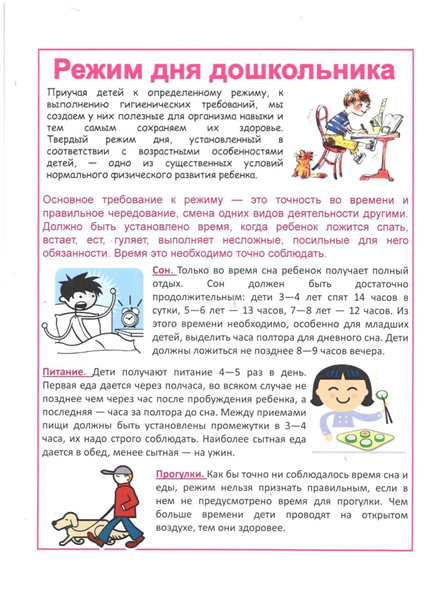 Режим дня дошкольника
Приучая детей к определенному режиму, к
выполнению гигиенических требований, мы
создаем у них полезные для организма навыки и
тем самым сохраняем их здоровье.
Твердый режим дня, установленный в
соответствии с возрастными особенностями
детей, — одно из существенных условий
нормального физического развития ребенка.
Основное требование к режиму — это точность во времени и
правильное чередование, смена одних видов деятельности другими.
Должно быть установлено время, когда ребенок ложится спать,
встает, ест, гуляет, выполняет несложные, посильные для него
обязанности. Время это необходимо точно соблюдать.
Сон. Только во время сна ребенок получает полный
отдых. Сон должен быть достаточно
продолжительным: дети 3—4 лет спят 14 часов в
сутки, 5—6 лет — 13 часов, 7—8 лет — 12 часов. Из
этого времени необходимо, особенно для младших
детей, выделить часа полтора для дневного сна. Дети
должны ложиться не позднее 8—9 часов вечера.
Питание. Дети получают питание 4—5 раз в день.
Первая еда дается через полчаса, во всяком случае не
позднее чем через час после пробуждения ребенка, а
последняя — часа за полтора до сна. Между приемами
пищи должны быть установлены промежутки в 3—4
часа, их надо строго соблюдать. Наиболее сытная еда
дается в обед, менее сытная — на ужин.
Прогулки. Как бы точно ни соблюдалось время сна и
еды, режим нельзя признать правильным, если в
нем не предусмотрено время для прогулки. Чем
больше времени дети проводят на открытом
воздухе, тем они здоровее.